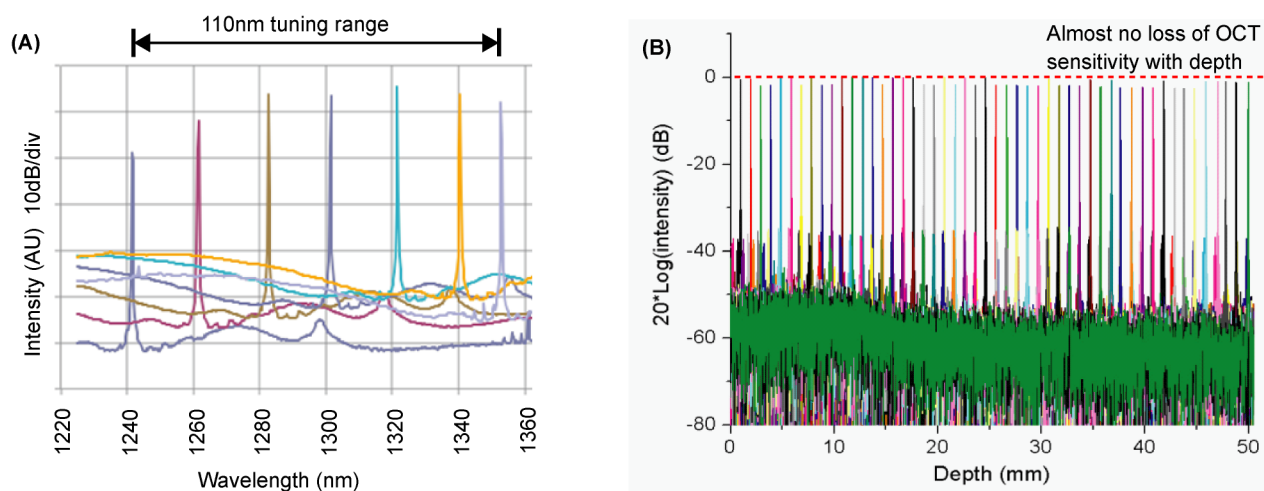 110nm tuning range
(A)
Intensity (AU) 10dB/div
1220 1240 1260 1280 1300 1320 1340 1360
Wavelength (nm)
(B)
Almost no loss of OCT
sensitivity with depth
20*Log(intensity) (dB)
0
-20
-40
-60
-80
0 10 20 30 40 50
Depth (mm)